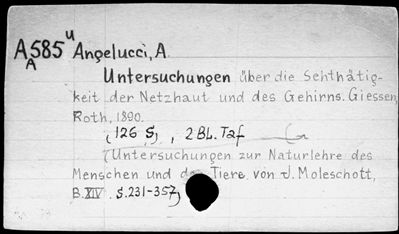 A585 u Angelucci, A.
A
Untersuchungen über die Sehthätig-
keit der Netzhaut und des Gehirns. Giessen,
Roth, 1890.
(126 S), 2 BL. Taf
(Untersuchungen zur Naturlehre des
Menschen und der Tiere von J. Moleschott,
B. XIV. S. 231-357)